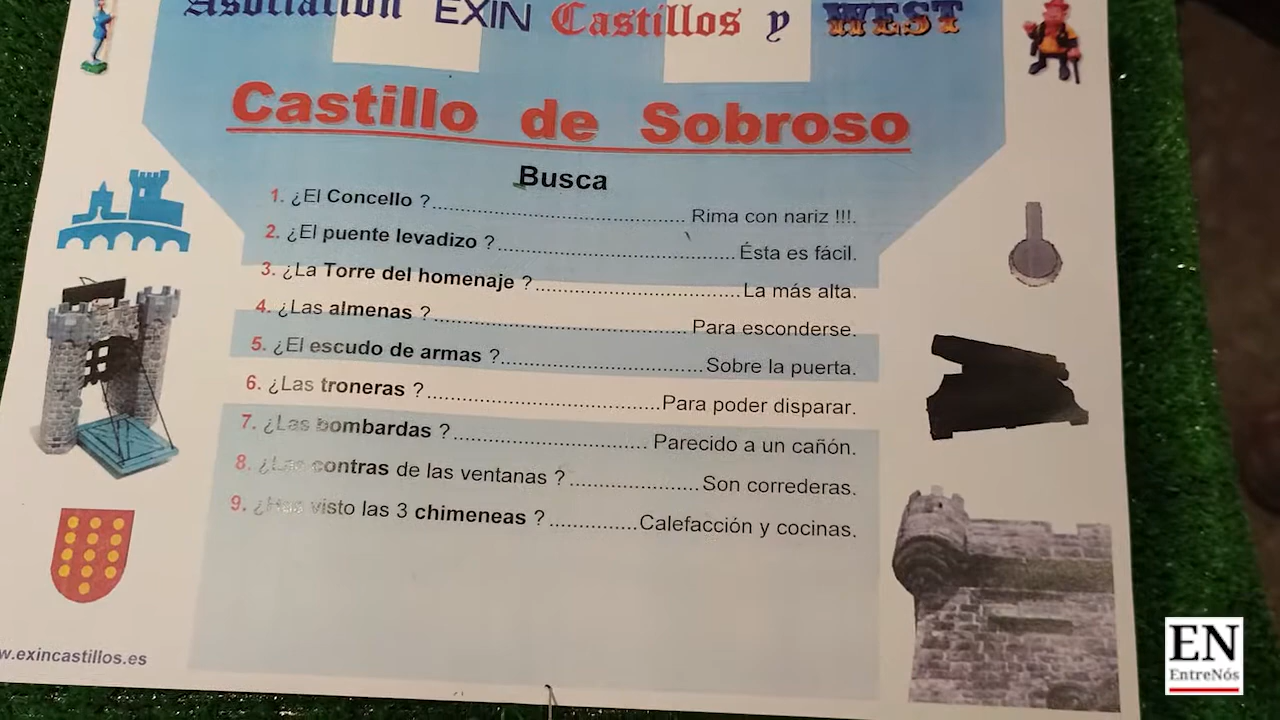 Asociación EXIN Castillos y WEST
Castillo de Sobroso
Busca
1. ¿El Concello ?........................................ Rima con nariz !!!.
2. ¿El puente levadizo ?...................................... Ésta es fácil.
3. ¿La Torre del homenaje ?.................................La más alta.
4. ¿Las almenas ?......................................... Para esconderse.
5. ¿El escudo de armas ?.................................Sobre la puerta.
6. ¿Las troneras ?......................................Para poder disparar.
7. ¿Las bombardas ?............................... Parecido a un cañón.
8. ¿Las contras de las ventanas ?.....................Son correderas.
9. ¿Has visto las 3 chimeneas ?..............Calefacción y cocinas.
w.exincastillos.es
EN
EntreNós